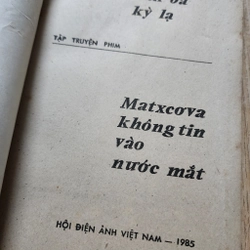 kỳ lạ
TẬP TRUYỆN PHIM
Matxcova
không tin
vào
nước mắt
HỘI ĐIỆN ẢNH VIỆT NAM — 1985